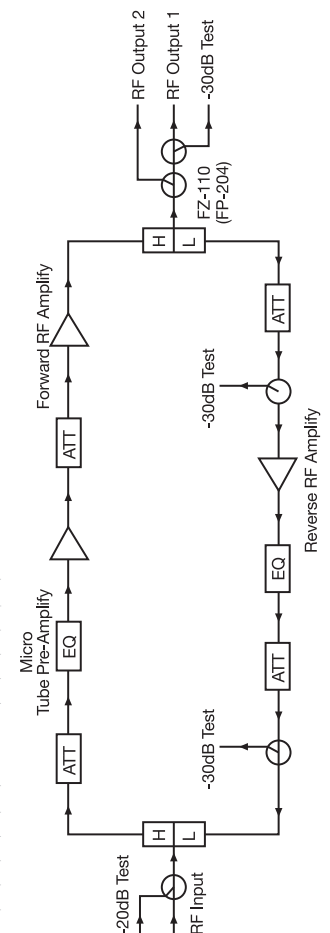 RF Output 2
RF Output 1
-30dB Test
FZ-110
(FP-204)
H
L
Forward RF Amplify
ATT
Micro
Tube Pre-Amplify
EQ
ATT
ATT
-30dB Test
Reverse RF Amplify
EQ
ATT
-30dB Test
H
L
-20dB Test
RF Input